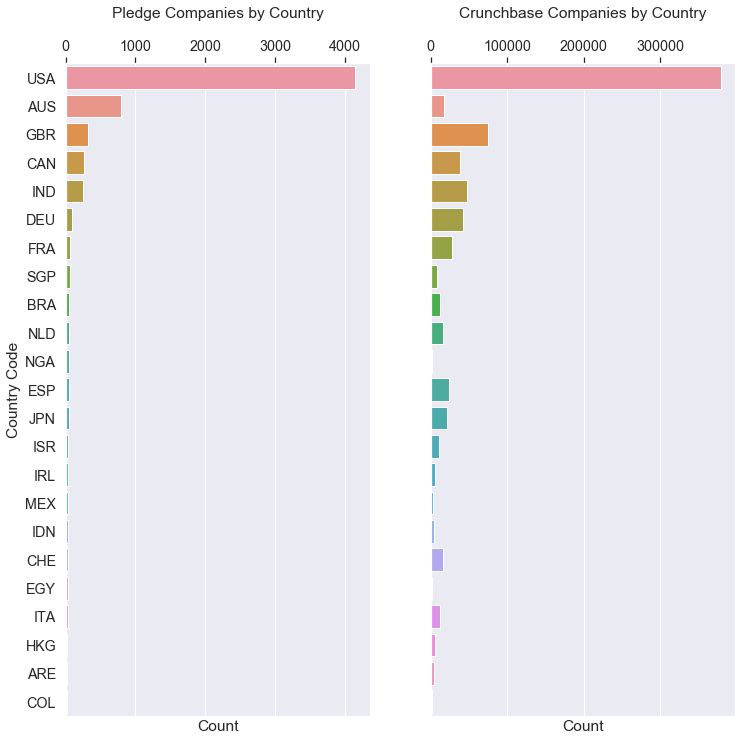 Pledge Companies by Country
Crunchbase Companies by Country
0 1000 2000 3000 4000
0 100000 200000 300000
USA
AUS
GBR
CAN
IND
DEU
FRA
SGP
BRA
NLD
NGA
ESP
JPN
ISR
IRL
MEX
IDN
CHE
EGY
ITA
HKG
ARE
COL
Country Code
Count
Count